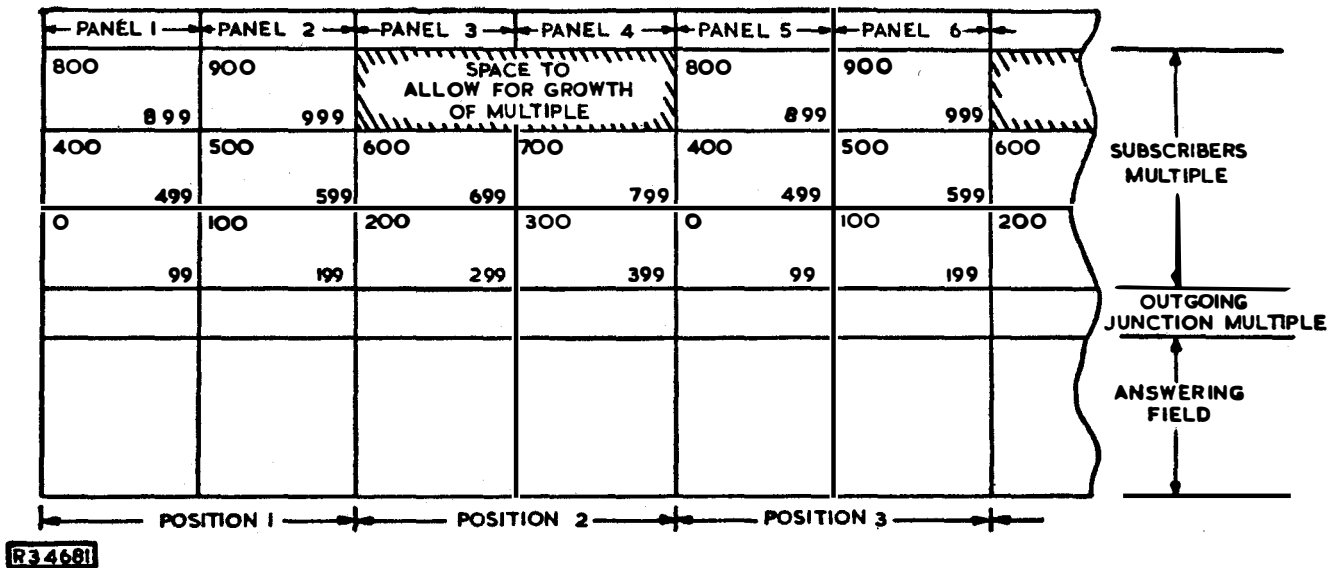 PANEL 1 PANEL 2 PANEL 3 PANEL 4 PANEL 5 PANEL 6
800 900 SPACE TO ALLOW FOR GROWTH OF MULTIPLE 800 900
899 999 899 999
400 500 600 700 400 500 600
499 599 699 799 499 599
SUBSCRIBERS
MULTIPLE
0 100 200 300 0 100 200
99 199 299 399 99 199
OUTGOING
JUNCTION MULTIPLE
ANSWERING
FIELD
POSITION 1 POSITION 2 POSITION 3
R34681